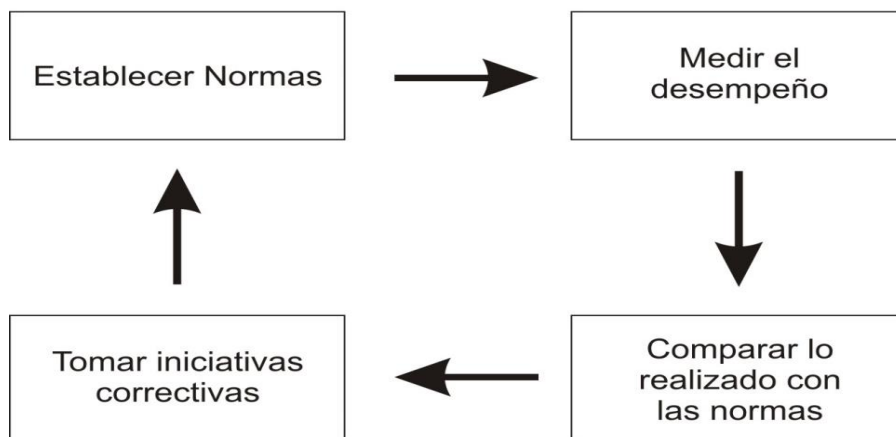 Establecer Normas
Medir el
desempeño
Tomar iniciativas
correctivas
Comparar lo
realizado con
las normas